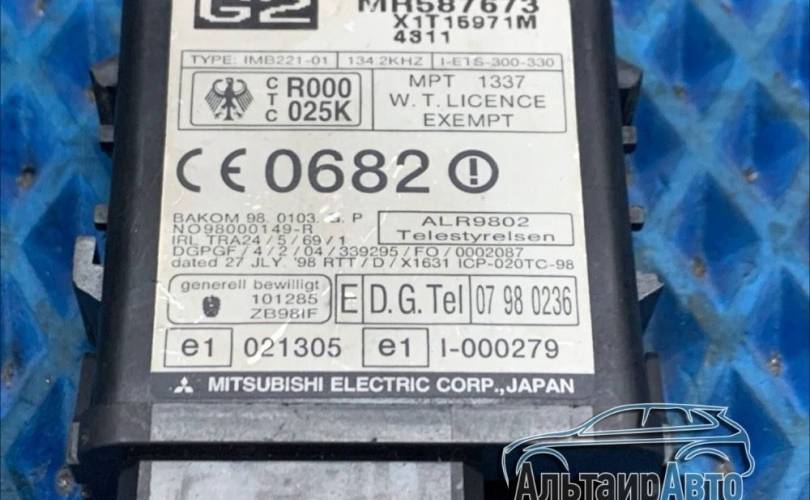 G2
MR587673
X1T15971M
4311
TYPE: IMB221-01 134.2KHZ I-ETS-300-330
CTC R000 025K
MPT 1337
W.T. LICENCE
EXEMPT
CE 0682
BAKOM 98. 0103. . P
NO98000149-R
IRL TRA24/5/69/1
ALR9802
Telestyrelsen
DGPGF/4/2/04/339295/FO/0002087
dated 27 JLY '98 RTT/D/X1631 ICP-020TC-98
generell bewilligt
101285
ZB98IF
E D.G.Tel 07 98 0236
e1 021305 e1 I-000279
MITSUBISHI ELECTRIC CORP.,JAPAN
АльтаирАвто